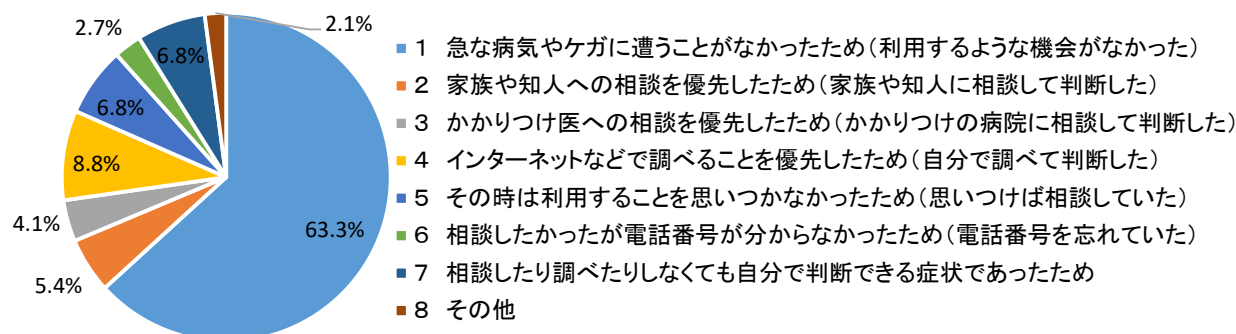 2.1%
2.7%
6.8%
6.8%
8.8%
4.1%
5.4%
63.3%
1 急な病気やケガに遭うことがなかったため(利用するような機会がなかった)
2 家族や知人への相談を優先したため(家族や知人に相談して判断した)
3 かかりつけ医への相談を優先したため(かかりつけの病院に相談して判断した)
4 インターネットなどで調べることを優先したため(自分で調べて判断した)
5 その時は利用することを思いつかなかったため(思いつけば相談していた)
6 相談したかったが電話番号が分からなかったため(電話番号を忘れていた)
7 相談したり調べたりしなくても自分で判断できる症状であったため
8 その他